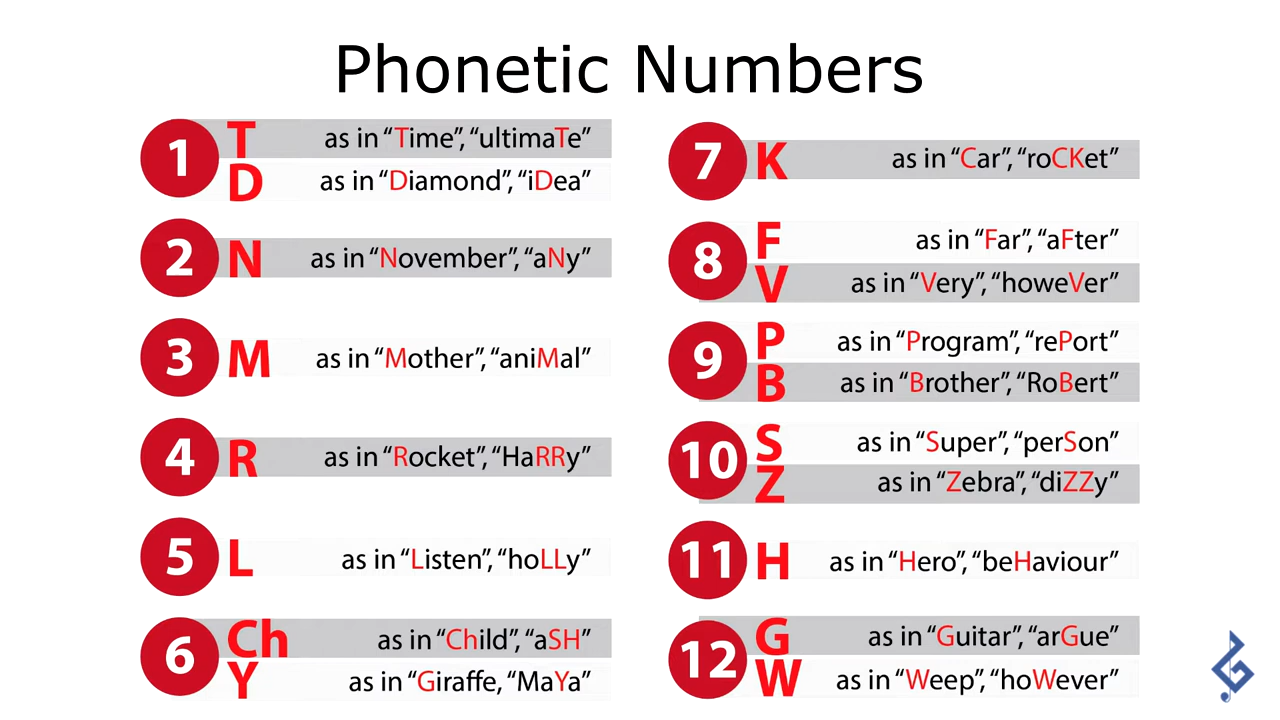 Phonetic Numbers
1
T as in “Time”, “ultimaTe”
D as in “Diamond”, “iDea”
2 N as in “November”, “aNy”
3 M as in “Mother”, “aniMal”
4 R as in “Rocket”, “HaRRy”
5 L as in “Listen”, “hoLLy”
6
Ch as in “Child”, “aSH”
Y as in “Giraffe, “MaYa”
7 K as in “Car”, “roCKet”
8
F as in “Far”, “aFter”
V as in “Very”, “howeVer”
9
P as in “Program”, “rePort”
B as in “Brother”, “RoBert”
10
S as in “Super”, “perSon”
Z as in “Zebra”, “diZZy”
11 H as in “Hero”, “beHaviour”
12
G as in “Guitar”, “arGue”
W as in “Weep”, “hoWever”